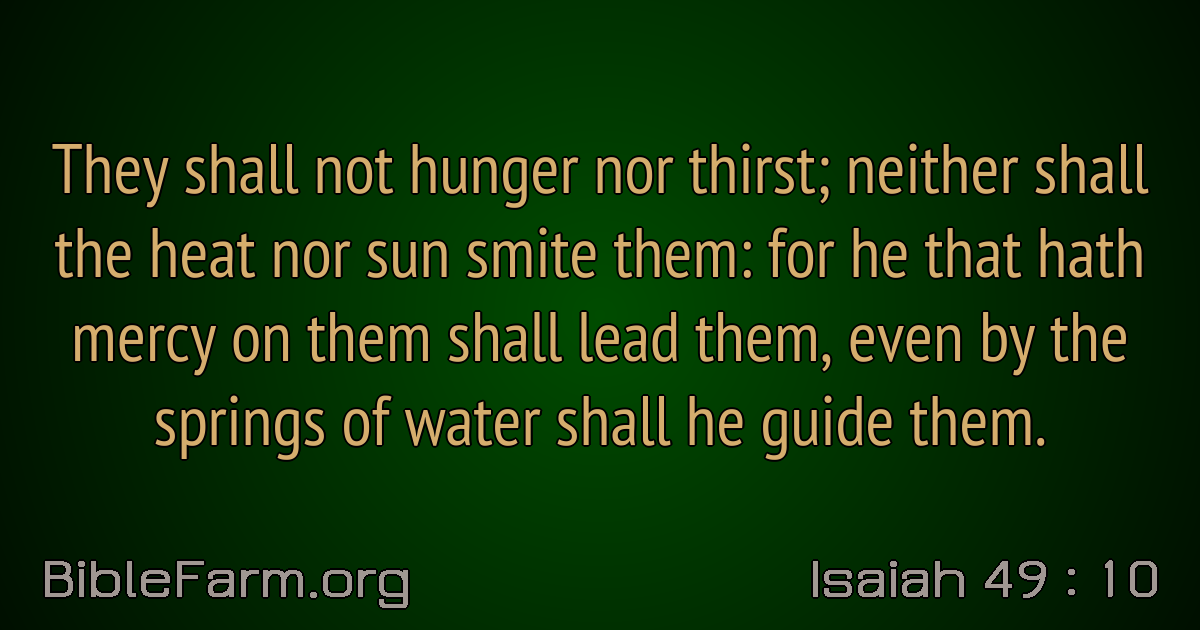 They shall not hunger nor thirst; neither shall
the heat nor sun smite them: for he that hath
mercy on them shall lead them, even by the
springs of water shall he guide them.
BibleFarm.org
Isaiah 49 : 10